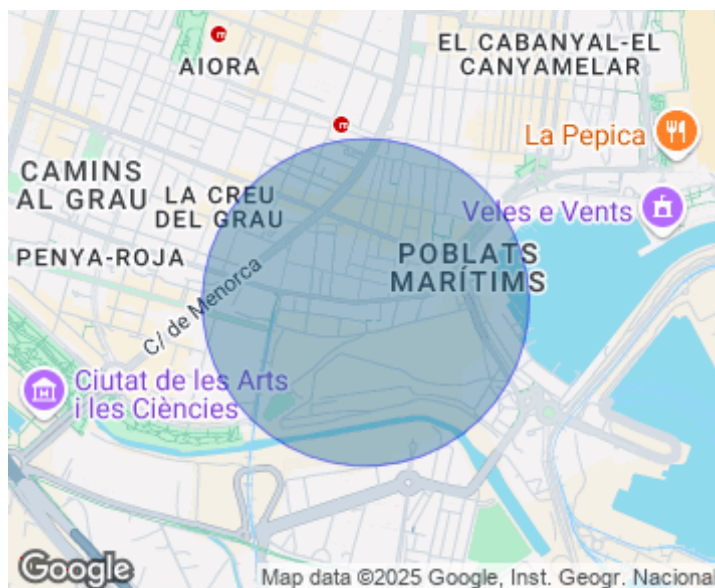 AIORA
EL CABANYAL-EL
CANYAMELAR
m
m
La Pepica
CAMINS
AL GRAU
LA CREU
DEL GRAU
Veles e Vents
PENYA-ROJA
POBLATS
MARÍTIMS
C/ de Menorca
Ciutat de les Arts
i les Ciències
Google
Map data ©2025 Google, Inst. Geogr. Nacional